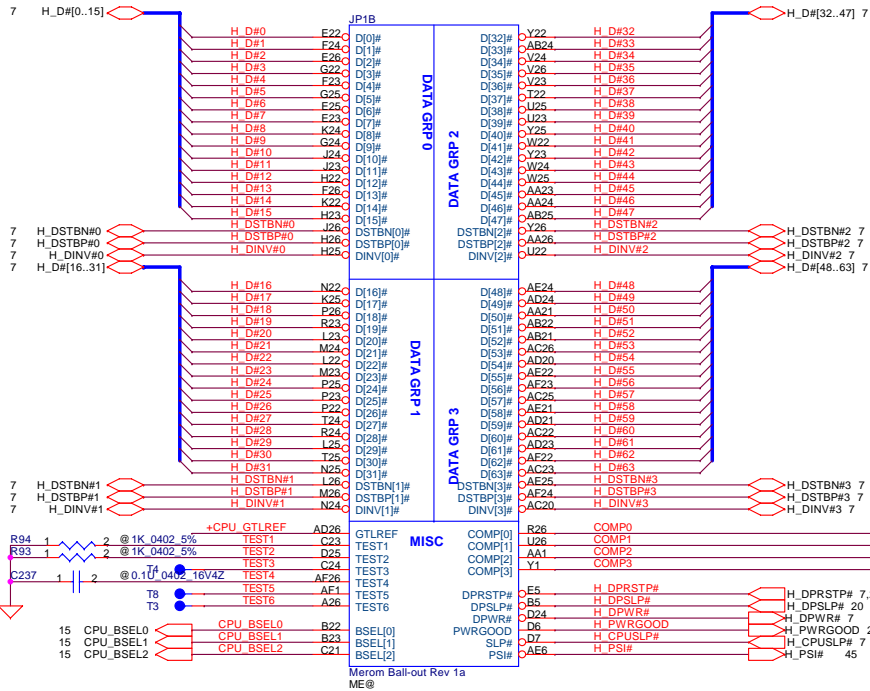 JP1B
7 H_D#[0..15] H_D#[32..47] 7
H_D#0 E22 D[0]# D[32]# Y22 H_D#32
H_D#1 F24 D[1]# D[33]# AB24 H_D#33
H_D#2 E26 D[2]# D[34]# V24 H_D#34
H_D#3 G22 D[3]# D[35]# V26 H_D#35
H_D#4 F23 D[4]# D[36]# V23 H_D#36
H_D#5 G25 D[5]# D[37]# T22 H_D#37
H_D#6 E25 D[6]# D[38]# U25 H_D#38
H_D#7 E23 D[7]# D[39]# U23 H_D#39
H_D#8 K24 D[8]# D[40]# Y25 H_D#40
H_D#9 G24 D[9]# D[41]# W22 H_D#41
H_D#10 J24 D[10]# D[42]# Y23 H_D#42
H_D#11 J23 D[11]# D[43]# W24 H_D#43
H_D#12 H22 D[12]# D[44]# W25 H_D#44
H_D#13 F26 D[13]# D[45]# AA23 H_D#45
H_D#14 K22 D[14]# D[46]# AA24 H_D#46
H_D#15 H23 D[15]# D[47]# AB25 H_D#47
7 H_DSTBN#0 H_DSTBN#0 J26 DSTBN[0]# DSTBN[2]# Y26 H_DSTBN#2 H_DSTBN#2 7
7 H_DSTBP#0 H_DSTBP#0 H26 DSTBP[0]# DSTBP[2]# AA26 H_DSTBP#2 H_DSTBP#2 7
7 H_DINV#0 H_DINV#0 H25 DINV[0]# DINV[2]# U22 H_DINV#2 H_DINV#2 7
DATA GRP 0
DATA GRP 2
7 H_D#[16..31] H_D#[48..63] 7
H_D#16 N22 D[16]# D[48]# AE24 H_D#48
H_D#17 K25 D[17]# D[49]# AD24 H_D#49
H_D#18 P26 D[18]# D[50]# AA21 H_D#50
H_D#19 R23 D[19]# D[51]# AB22 H_D#51
H_D#20 L23 D[20]# D[52]# AB21 H_D#52
H_D#21 M24 D[21]# D[53]# AC26 H_D#53
H_D#22 L22 D[22]# D[54]# AD20 H_D#54
H_D#23 M23 D[23]# D[55]# AE22 H_D#55
H_D#24 P25 D[24]# D[56]# AF23 H_D#56
H_D#25 P23 D[25]# D[57]# AC25 H_D#57
H_D#26 P22 D[26]# D[58]# AE21 H_D#58
H_D#27 T24 D[27]# D[59]# AD21 H_D#59
H_D#28 R24 D[28]# D[60]# AC22 H_D#60
H_D#29 L25 D[29]# D[61]# AD23 H_D#61
H_D#30 T25 D[30]# D[62]# AF22 H_D#62
H_D#31 N25 D[31]# D[63]# AC23 H_D#63
7 H_DSTBN#1 H_DSTBN#1 L26 DSTBN[1]# DSTBN[3]# AE25 H_DSTBN#3 H_DSTBN#3 7
7 H_DSTBP#1 H_DSTBP#1 M26 DSTBP[1]# DSTBP[3]# AF24 H_DSTBP#3 H_DSTBP#3 7
7 H_DINV#1 H_DINV#1 N24 DINV[1]# DINV[3]# AC20 H_DINV#3 H_DINV#3 7
DATA GRP 1
DATA GRP 3
+CPU_GTLREF AD26 GTLREF MISC COMP[0] R26 COMP0
R94 1 2 @1K_0402_5% TEST1 C23 TEST1 COMP[1] U26 COMP1
R93 1 2 @1K_0402_5% TEST2 D25 TEST2 COMP[2] AA1 COMP2
T4 TEST3 C24 TEST3 COMP[3] Y1 COMP3
C237 1 2 @0.1U_0402_16V4Z TEST4 AF26 TEST4
T8 TEST5 AF1 TEST5 DPRSTP# E5 H_DPRSTP# H_DPRSTP# 7,
T3 TEST6 A26 TEST6 DPSLP# B5 H_DPSLP# H_DPSLP# 20
DPWR# D24 H_DPWR# H_DPWR# 7
15 CPU_BSEL0 CPU_BSEL0 B22 BSEL[0] PWRGOOD D6 H_PWRGOOD H_PWRGOOD 2
15 CPU_BSEL1 CPU_BSEL1 B23 BSEL[1] SLP# D7 H_CPUSLP# H_CPUSLP# 7
15 CPU_BSEL2 CPU_BSEL2 C21 BSEL[2] PSI# AE6 H_PSI# H_PSI# 45
Merom Ball-out Rev 1a
ME@